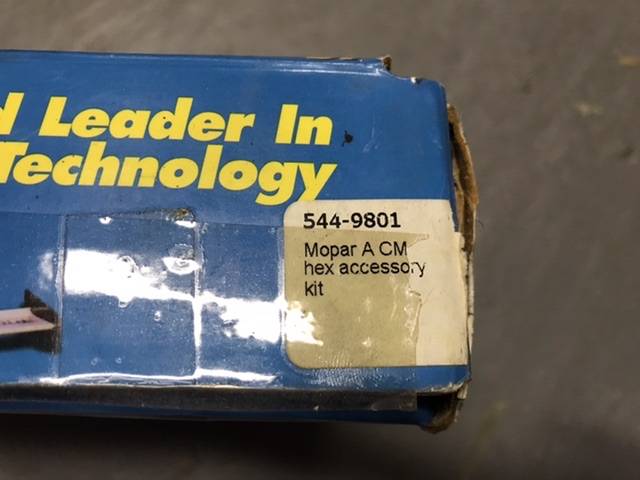 Leader In
Technology
544-9801
Mopar A CM
hex accessory
kit